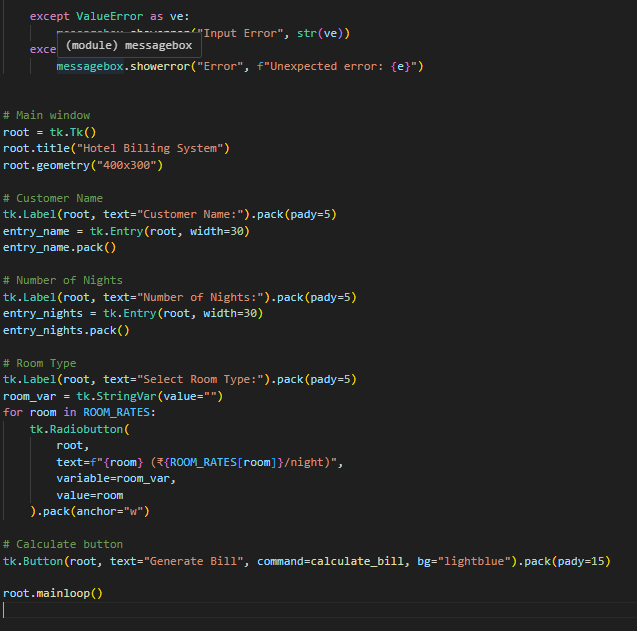 except ValueError as ve:
        "Input Error", str(ve))
    exce
(module) messagebox
        messagebox.showerror("Error", f"Unexpected error: {e}")

# Main window
root = tk.Tk()
root.title("Hotel Billing System")
root.geometry("400x300")

# Customer Name
tk.Label(root, text="Customer Name:").pack(pady=5)
entry_name = tk.Entry(root, width=30)
entry_name.pack()

# Number of Nights
tk.Label(root, text="Number of Nights:").pack(pady=5)
entry_nights = tk.Entry(root, width=30)
entry_nights.pack()

# Room Type
tk.Label(root, text="Select Room Type:").pack(pady=5)
room_var = tk.StringVar(value="")
for room in ROOM_RATES:
    tk.Radiobutton(
        root,
        text=f"{room} (₹{ROOM_RATES[room]}/night)",
        variable=room_var,
        value=room
    ).pack(anchor="w")

# Calculate button
tk.Button(root, text="Generate Bill", command=calculate_bill, bg="lightblue").pack(pady=15)

root.mainloop()